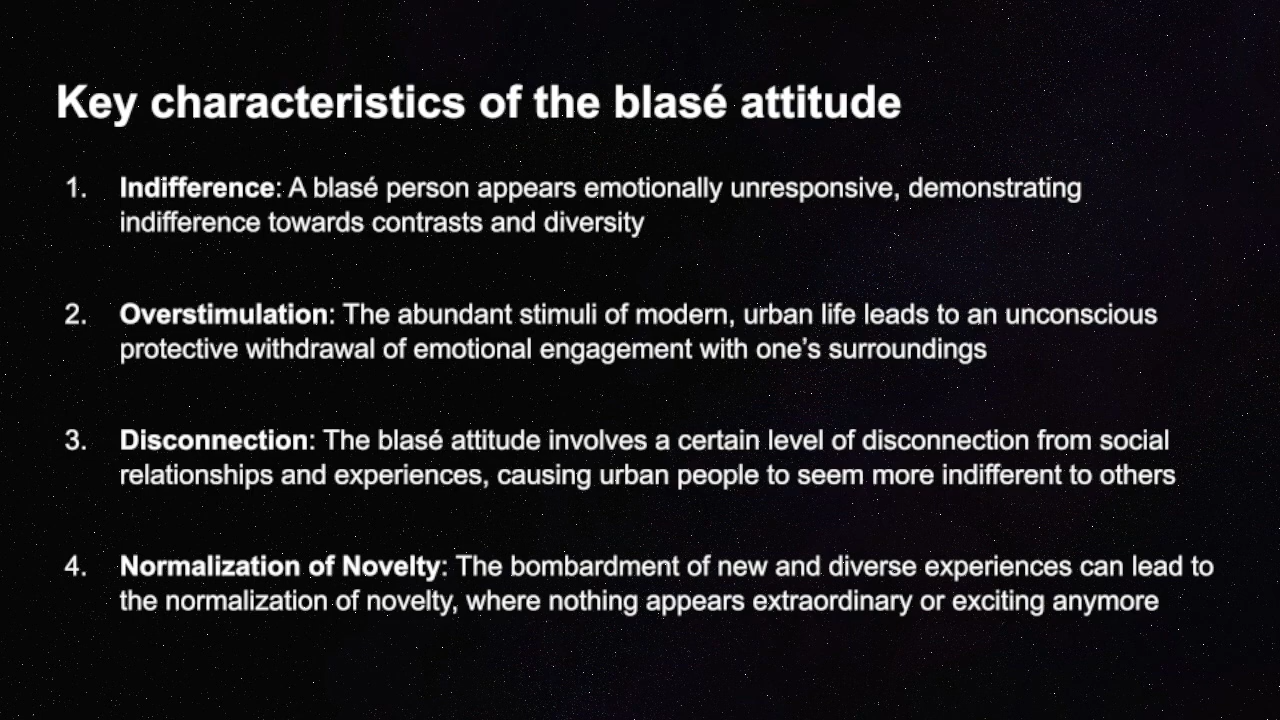 Key characteristics of the blasé attitude
1. Indifference: A blasé person appears emotionally unresponsive, demonstrating
indifference towards contrasts and diversity
2. Overstimulation: The abundant stimuli of modern, urban life leads to an unconscious
protective withdrawal of emotional engagement with one’s surroundings
3. Disconnection: The blasé attitude involves a certain level of disconnection from social
relationships and experiences, causing urban people to seem more indifferent to others
4. Normalization of Novelty: The bombardment of new and diverse experiences can lead to
the normalization of novelty, where nothing appears extraordinary or exciting anymore